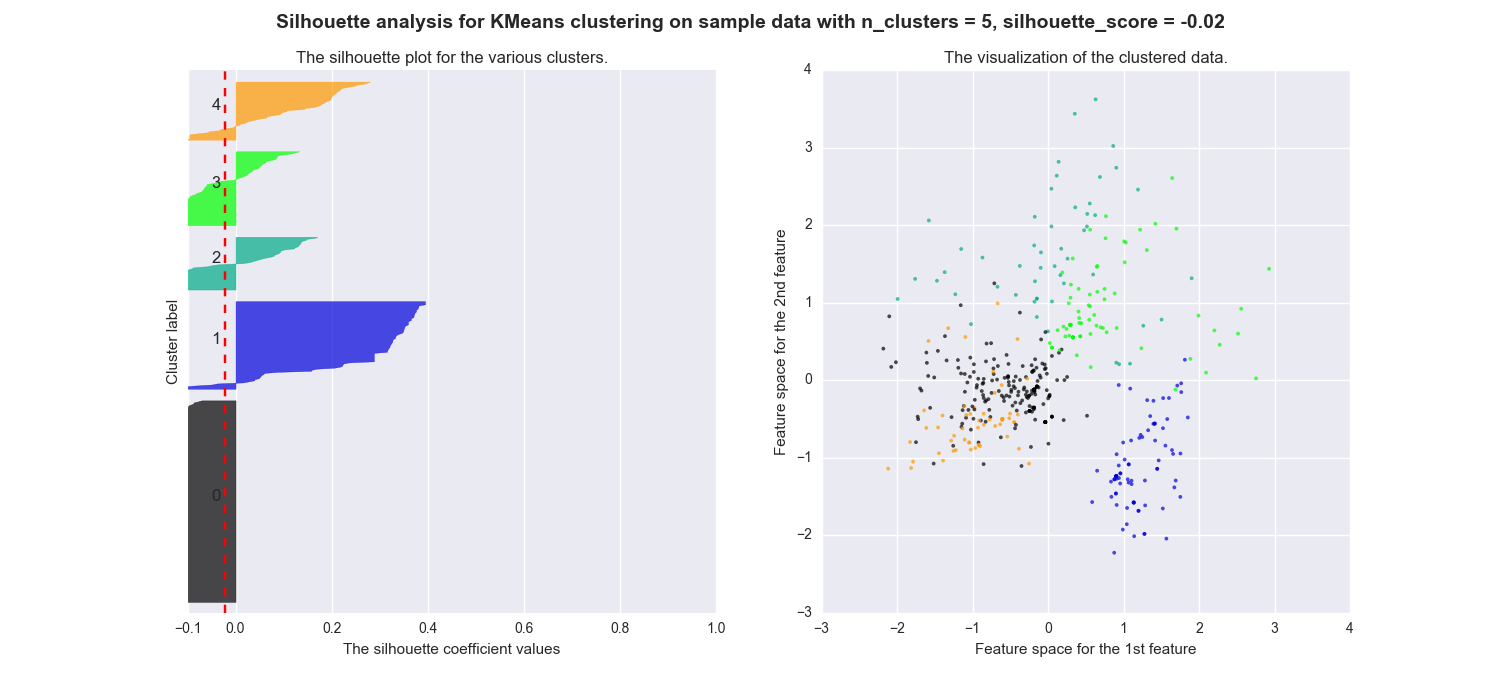 Silhouette analysis for KMeans clustering on sample data with n_clusters = 5, silhouette_score = -0.02
The silhouette plot for the various clusters.
Cluster label
4
3
2
1
0
−0.1 0.0 0.2 0.4 0.6 0.8 1.0
The silhouette coefficient values
The visualization of the clustered data.
Feature space for the 2nd feature
4
3
2
1
0
−1
−2
−3
−3 −2 −1 0 1 2 3 4
Feature space for the 1st feature